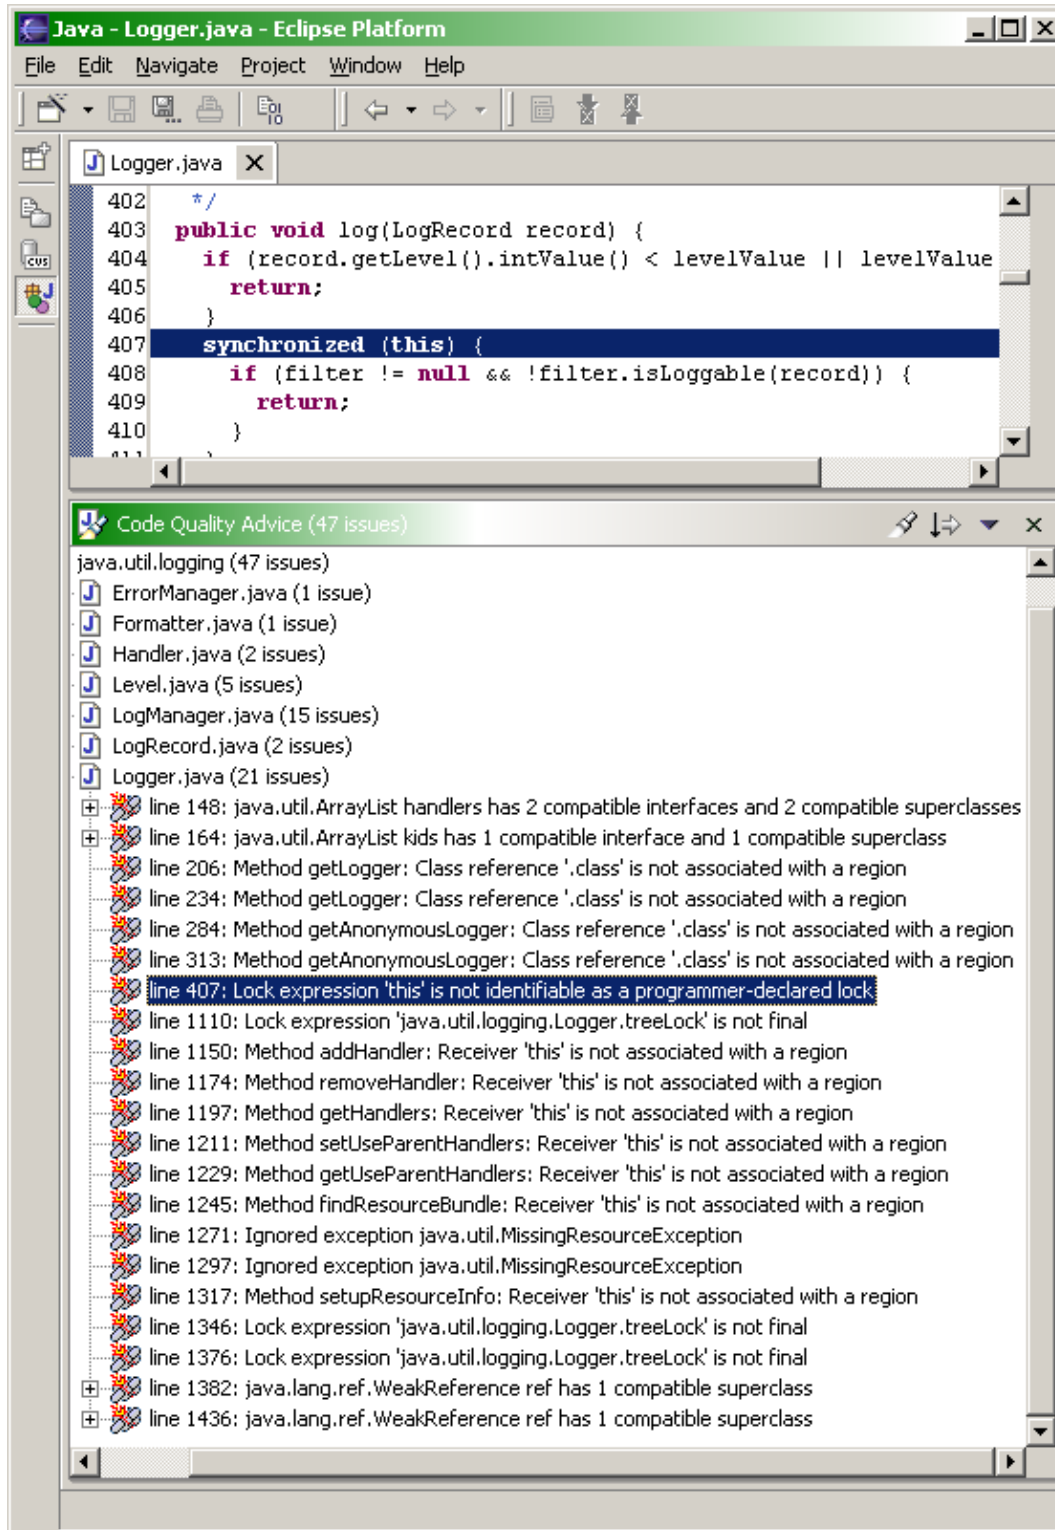 Java - Logger.java - Eclipse Platform
File Edit Navigate Project Window Help
Logger.java
402 */
403 public void log(LogRecord record) {
404 if (record.getLevel().intValue() < levelValue || levelValue
405 return;
406 }
407 synchronized (this) {
408 if (filter != null && !filter.isLoggable(record)) {
409 return;
410 }
411 }
Code Quality Advice (47 issues)
java.util.logging (47 issues)
ErrorManager.java (1 issue)
Formatter.java (1 issue)
Handler.java (2 issues)
Level.java (5 issues)
LogManager.java (15 issues)
LogRecord.java (2 issues)
Logger.java (21 issues)
line 148: java.util.ArrayList handlers has 2 compatible interfaces and 2 compatible superclasses
line 164: java.util.ArrayList kids has 1 compatible interface and 1 compatible superclass
line 206: Method getLogger: Class reference '.class' is not associated with a region
line 234: Method getLogger: Class reference '.class' is not associated with a region
line 284: Method getAnonymousLogger: Class reference '.class' is not associated with a region
line 313: Method getAnonymousLogger: Class reference '.class' is not associated with a region
line 407: Lock expression 'this' is not identifiable as a programmer-declared lock
line 1110: Lock expression 'java.util.logging.Logger.treeLock' is not final
line 1150: Method addHandler: Receiver 'this' is not associated with a region
line 1174: Method removeHandler: Receiver 'this' is not associated with a region
line 1197: Method getHandlers: Receiver 'this' is not associated with a region
line 1211: Method setUseParentHandlers: Receiver 'this' is not associated with a region
line 1229: Method getUseParentHandlers: Receiver 'this' is not associated with a region
line 1245: Method findResourceBundle: Receiver 'this' is not associated with a region
line 1271: Ignored exception java.util.MissingResourceException
line 1297: Ignored exception java.util.MissingResourceException
line 1317: Method setupResourceInfo: Receiver 'this' is not associated with a region
line 1346: Lock expression 'java.util.logging.Logger.treeLock' is not final
line 1376: Lock expression 'java.util.logging.Logger.treeLock' is not final
line 1382: java.lang.ref.WeakReference ref has 1 compatible superclass
line 1436: java.lang.ref.WeakReference ref has 1 compatible superclass